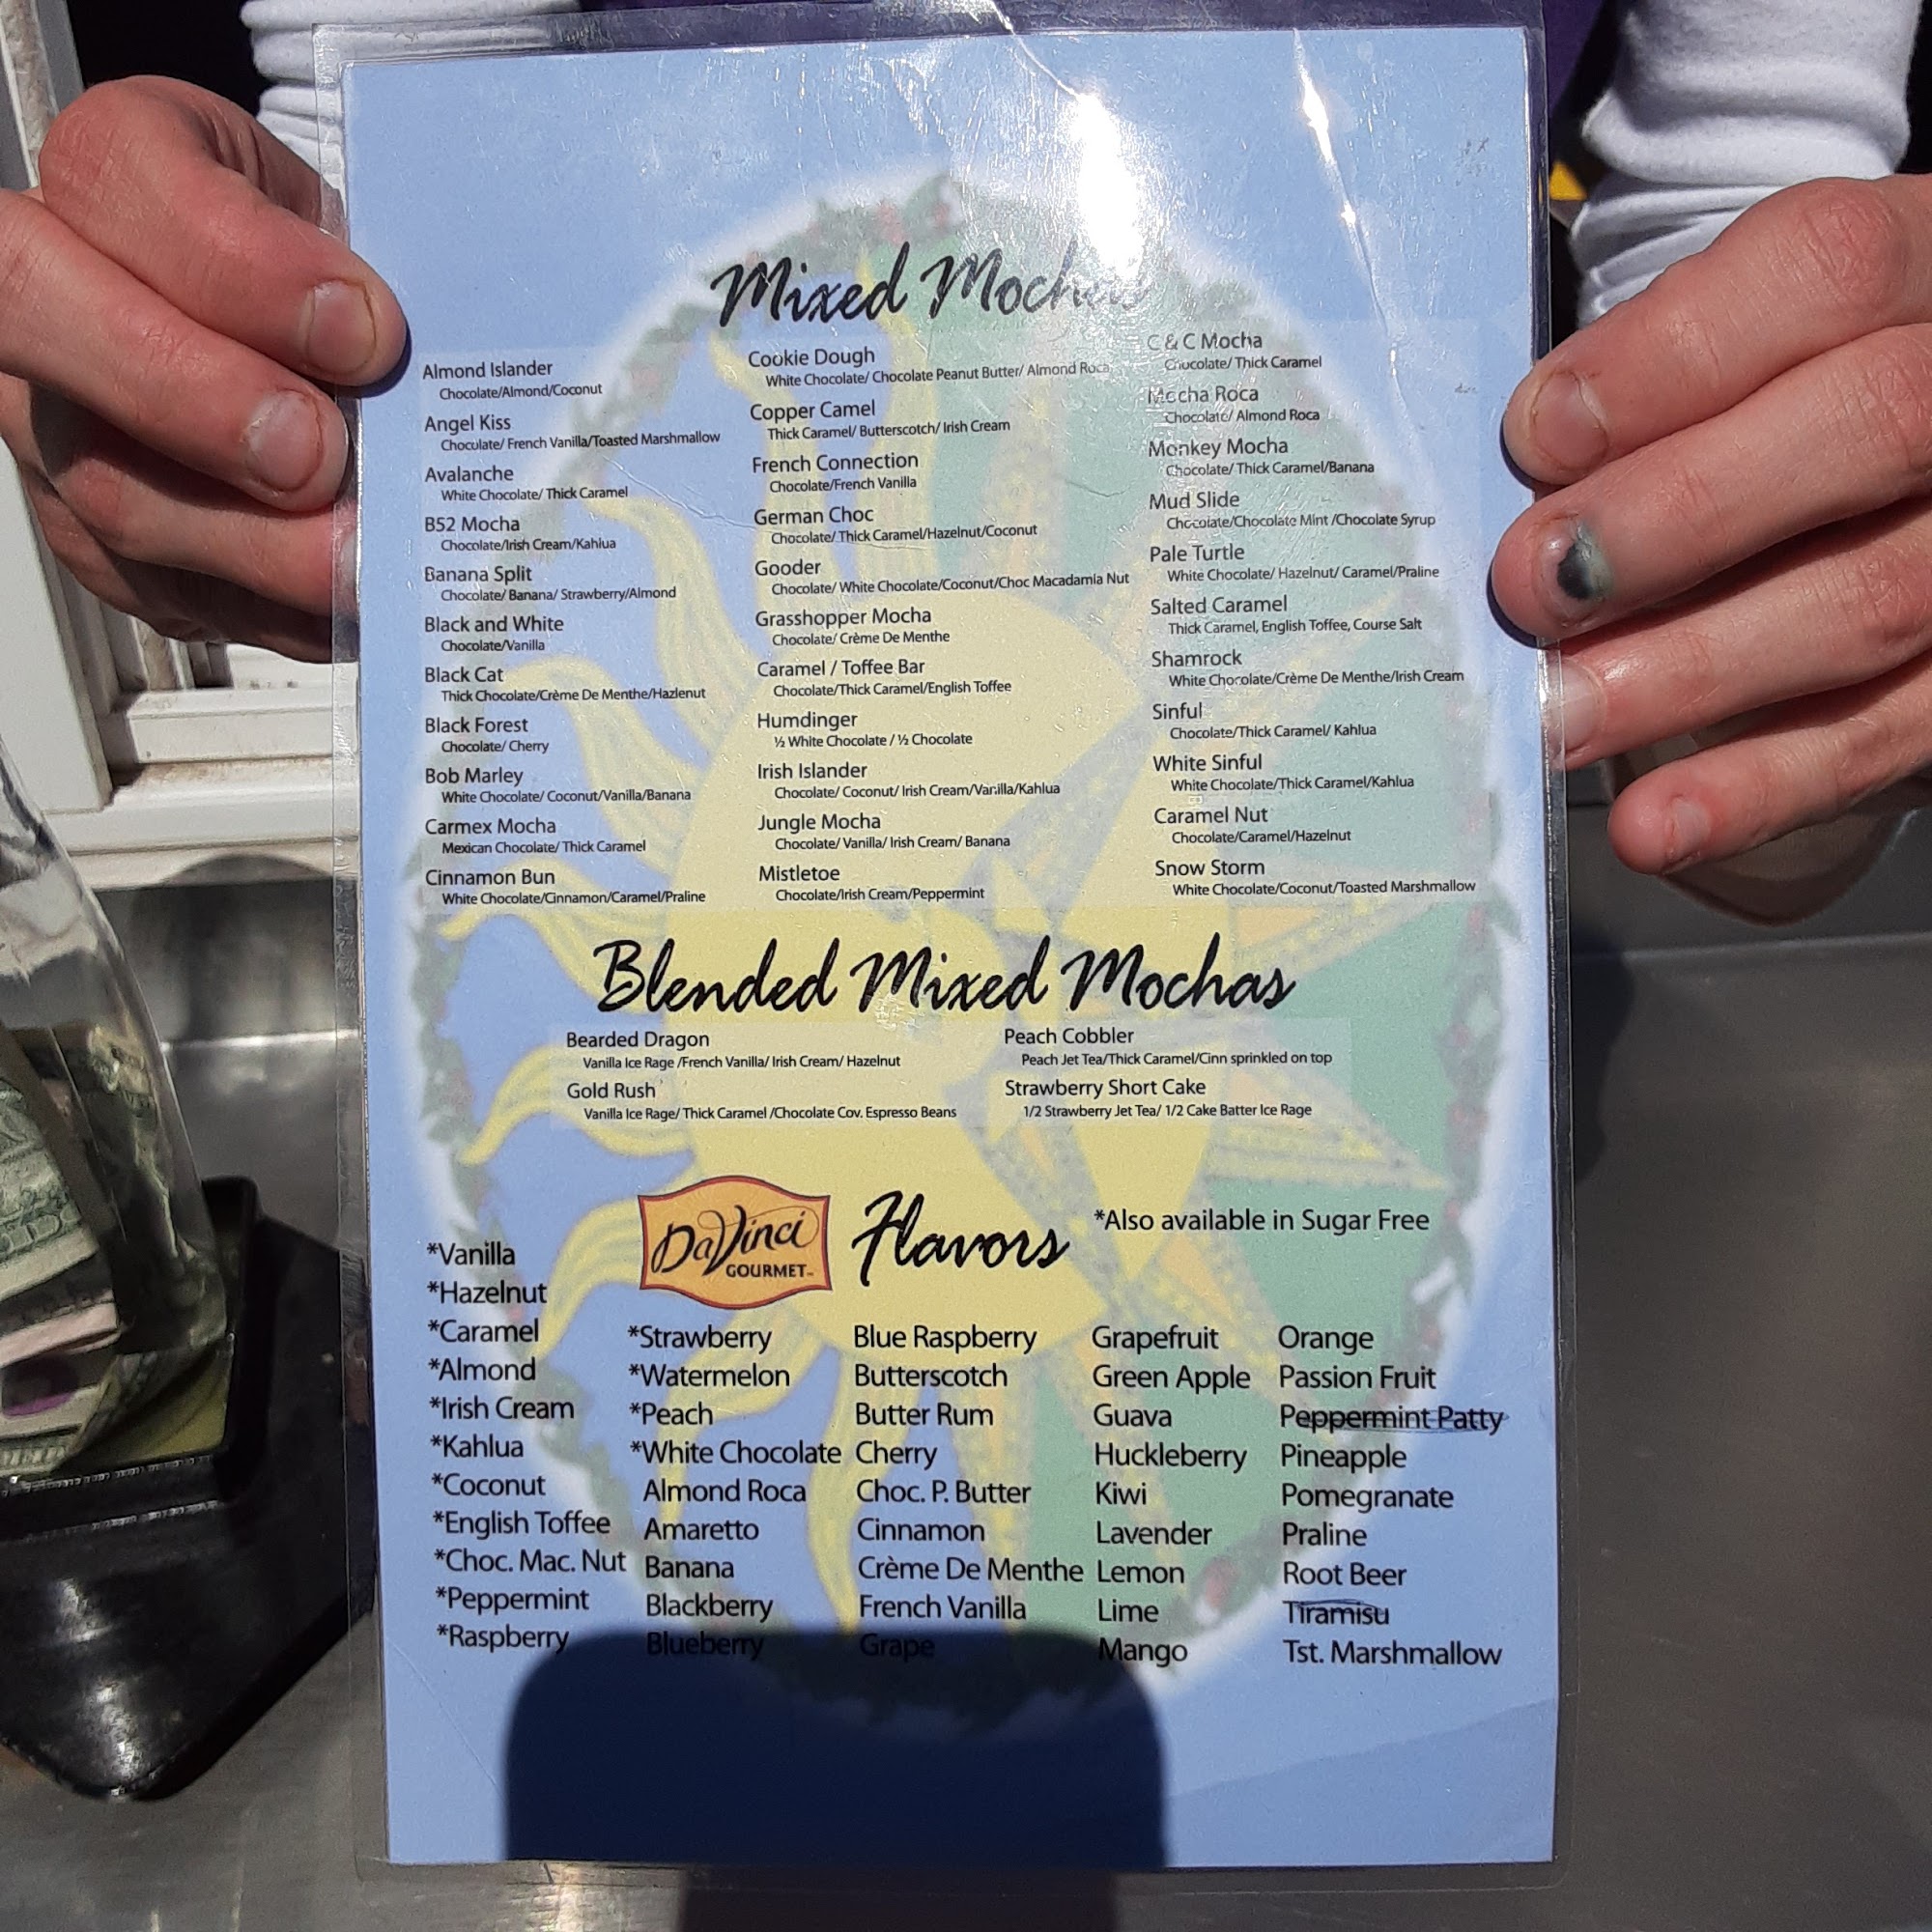 Mixed Mochas
Almond Islander
Chocolate/Almond/Coconut
Angel Kiss
Chocolate/ French Vanilla/Toasted Marshmallow
Avalanche
White Chocolate/ Thick Caramel
B52 Mocha
Chocolate/Irish Cream/Kahlua
Banana Split
Chocolate/ Banana/ Strawberry/Almond
Black and White
Chocolate/Vanilla
Black Cat
Thick Chocolate/Crème De Menthe/Hazlenut
Black Forest
Chocolate/ Cherry
Bob Marley
White Chocolate/ Coconut/Vanilla/Banana
Carmex Mocha
Mexican Chocolate/ Thick Caramel
Cinnamon Bun
White Chocolate/Cinnamon/Caramel/Praline
Cookie Dough
White Chocolate/ Chocolate Peanut Butter/ Almond Roca
Copper Camel
Thick Caramel/ Butterscotch/ Irish Cream
French Connection
Chocolate/French Vanilla
German Choc
Chocolate/ Thick Caramel/Hazelnut/Coconut
Gooder
Chocolate/ White Chocolate/Coconut/Choc Macadamia Nut
Grasshopper Mocha
Chocolate/ Crème De Menthe
Caramel / Toffee Bar
Chocolate/Thick Caramel/English Toffee
Humdinger
½ White Chocolate / ½ Chocolate
Irish Islander
Chocolate/ Coconut/ Irish Cream/Vanilla/Kahlua
Jungle Mocha
Chocolate/ Vanilla/ Irish Cream/ Banana
Mistletoe
Chocolate/Irish Cream/Peppermint
C & C Mocha
Chocolate/ Thick Caramel
Mocha Roca
Chocolate/ Almond Roca
Monkey Mocha
Chocolate/ Thick Caramel/Banana
Mud Slide
Chocolate/Chocolate Mint /Chocolate Syrup
Pale Turtle
White Chocolate/ Hazelnut/ Caramel/Praline
Salted Caramel
Thick Caramel, English Toffee, Course Salt
Shamrock
White Chocolate/Crème De Menthe/Irish Cream
Sinful
Chocolate/Thick Caramel/ Kahlua
White Sinful
White Chocolate/Thick Caramel/Kahlua
Caramel Nut
Chocolate/Caramel/Hazelnut
Snow Storm
White Chocolate/Coconut/Toasted Marshmallow
Blended Mixed Mochas
Bearded Dragon
Vanilla Ice Rage /French Vanilla/ Irish Cream/ Hazelnut
Gold Rush
Vanilla Ice Rage/ Thick Caramel /Chocolate Cov. Espresso Beans
Peach Cobbler
Peach Jet Tea/Thick Caramel/Cinn sprinkled on top
Strawberry Short Cake
1/2 Strawberry Jet Tea/ 1/2 Cake Batter Ice Rage
DaVinci
GOURMET™
Flavors
*Also available in Sugar Free
*Vanilla
*Hazelnut
*Caramel
*Almond
*Irish Cream
*Kahlua
*Coconut
*English Toffee
*Choc. Mac. Nut
*Peppermint
*Raspberry
*Strawberry
*Watermelon
*Peach
*White Chocolate
Almond Roca
Amaretto
Banana
Blackberry
Blueberry
Blue Raspberry
Butterscotch
Butter Rum
Cherry
Choc. P. Butter
Cinnamon
Crème De Menthe
French Vanilla
Grape
Grapefruit
Green Apple
Guava
Huckleberry
Kiwi
Lavender
Lemon
Lime
Mango
Orange
Passion Fruit
Peppermint Patty
Pineapple
Pomegranate
Praline
Root Beer
Tiramisu
Tst. Marshmallow